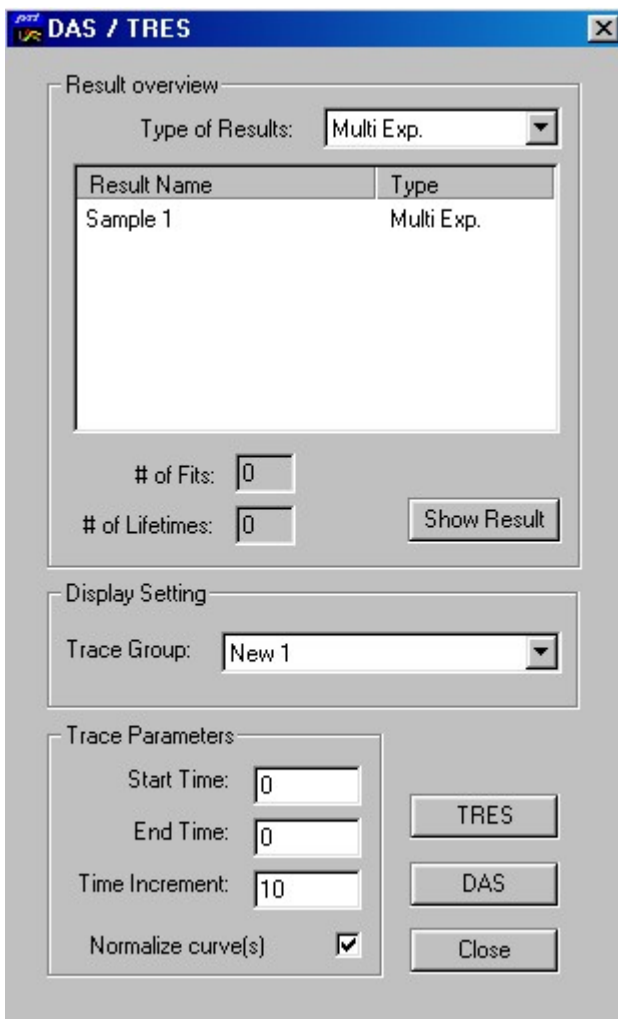 pti DAS / TRES
Result overview
Type of Results: Multi Exp.
Result Name Type
Sample 1 Multi Exp.
# of Fits: 0
# of Lifetimes: 0 Show Result
Display Setting
Trace Group: New 1
Trace Parameters
Start Time: 0
End Time: 0
Time Increment: 10
Normalize curve(s)
TRES
DAS
Close